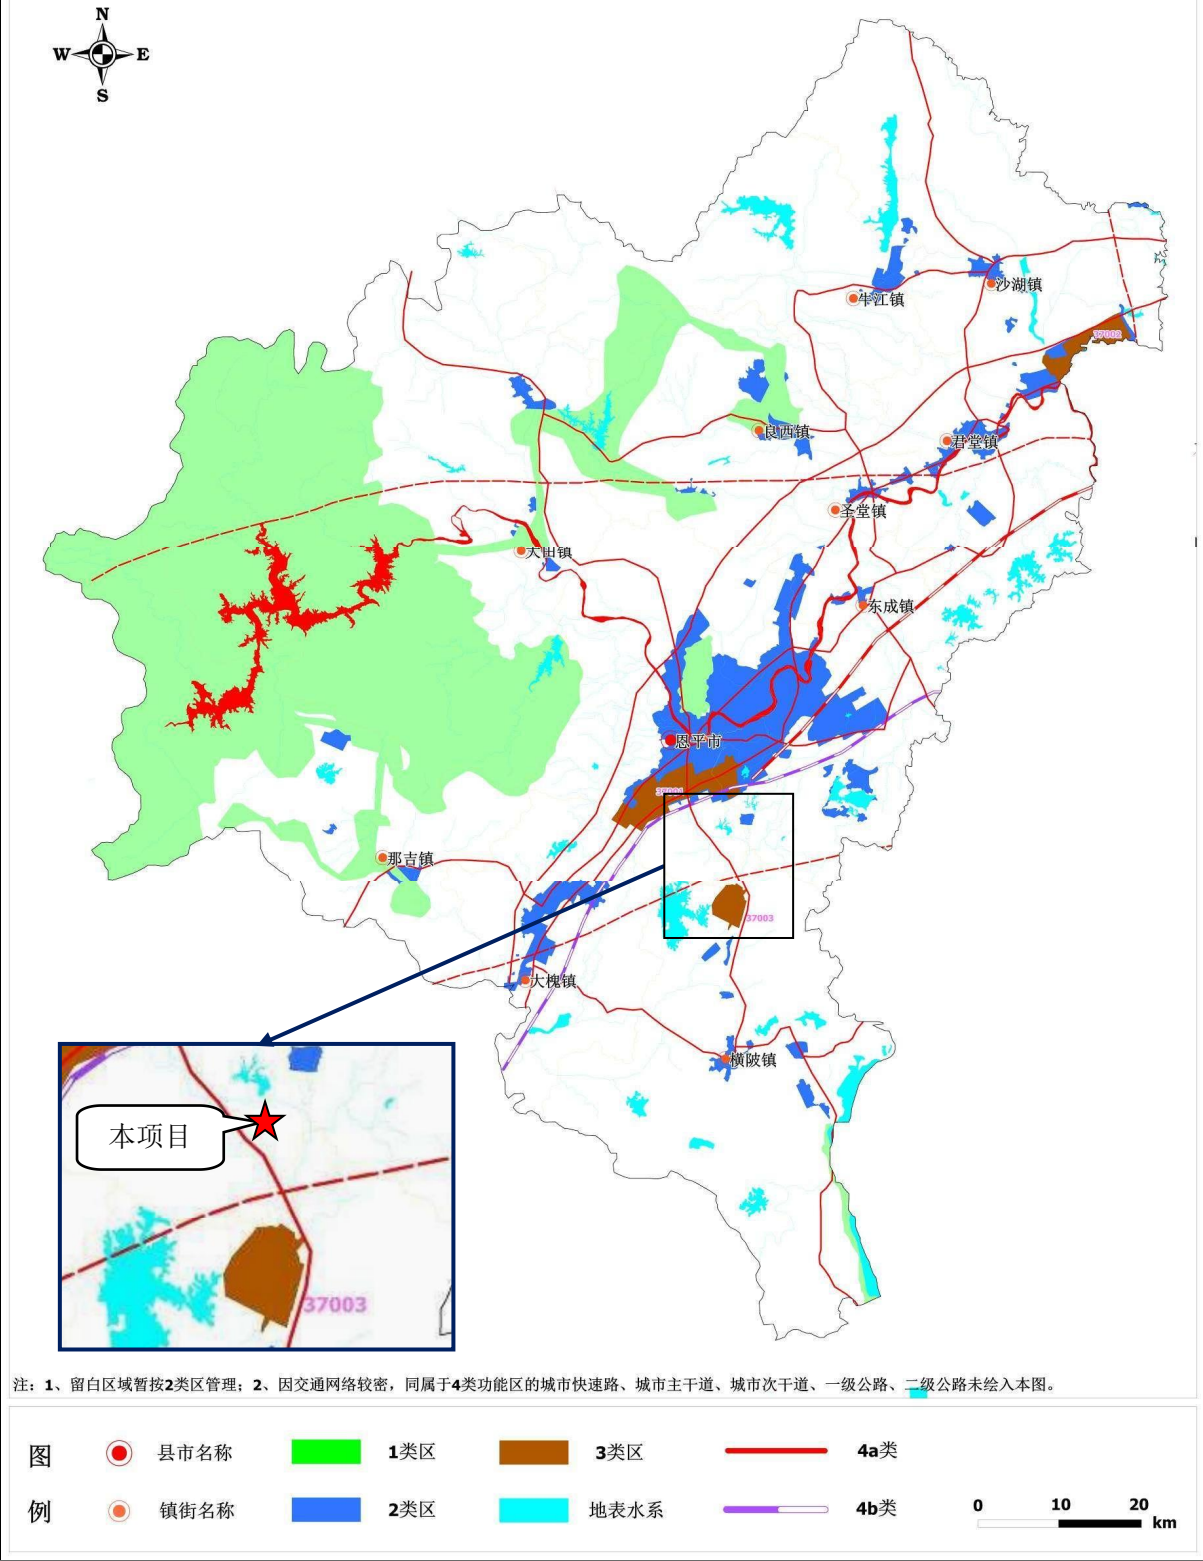 N
W E
S
沙湖镇
牛江镇
37002
良西镇
君堂镇
圣堂镇
大田镇
东成镇
恩平市
37001
那吉镇
37003
大槐镇
横陂镇
本项目
37003
注：1、留白区域暂按2类区管理；2、因交通网络较密，同属于4类功能区的城市快速路、城市主干道、城市次干道、一级公路、二级公路未绘入本图。
图 县市名称 1类区 3类区 4a类
例 镇街名称 2类区 地表水系 4b类
0 10 20
km